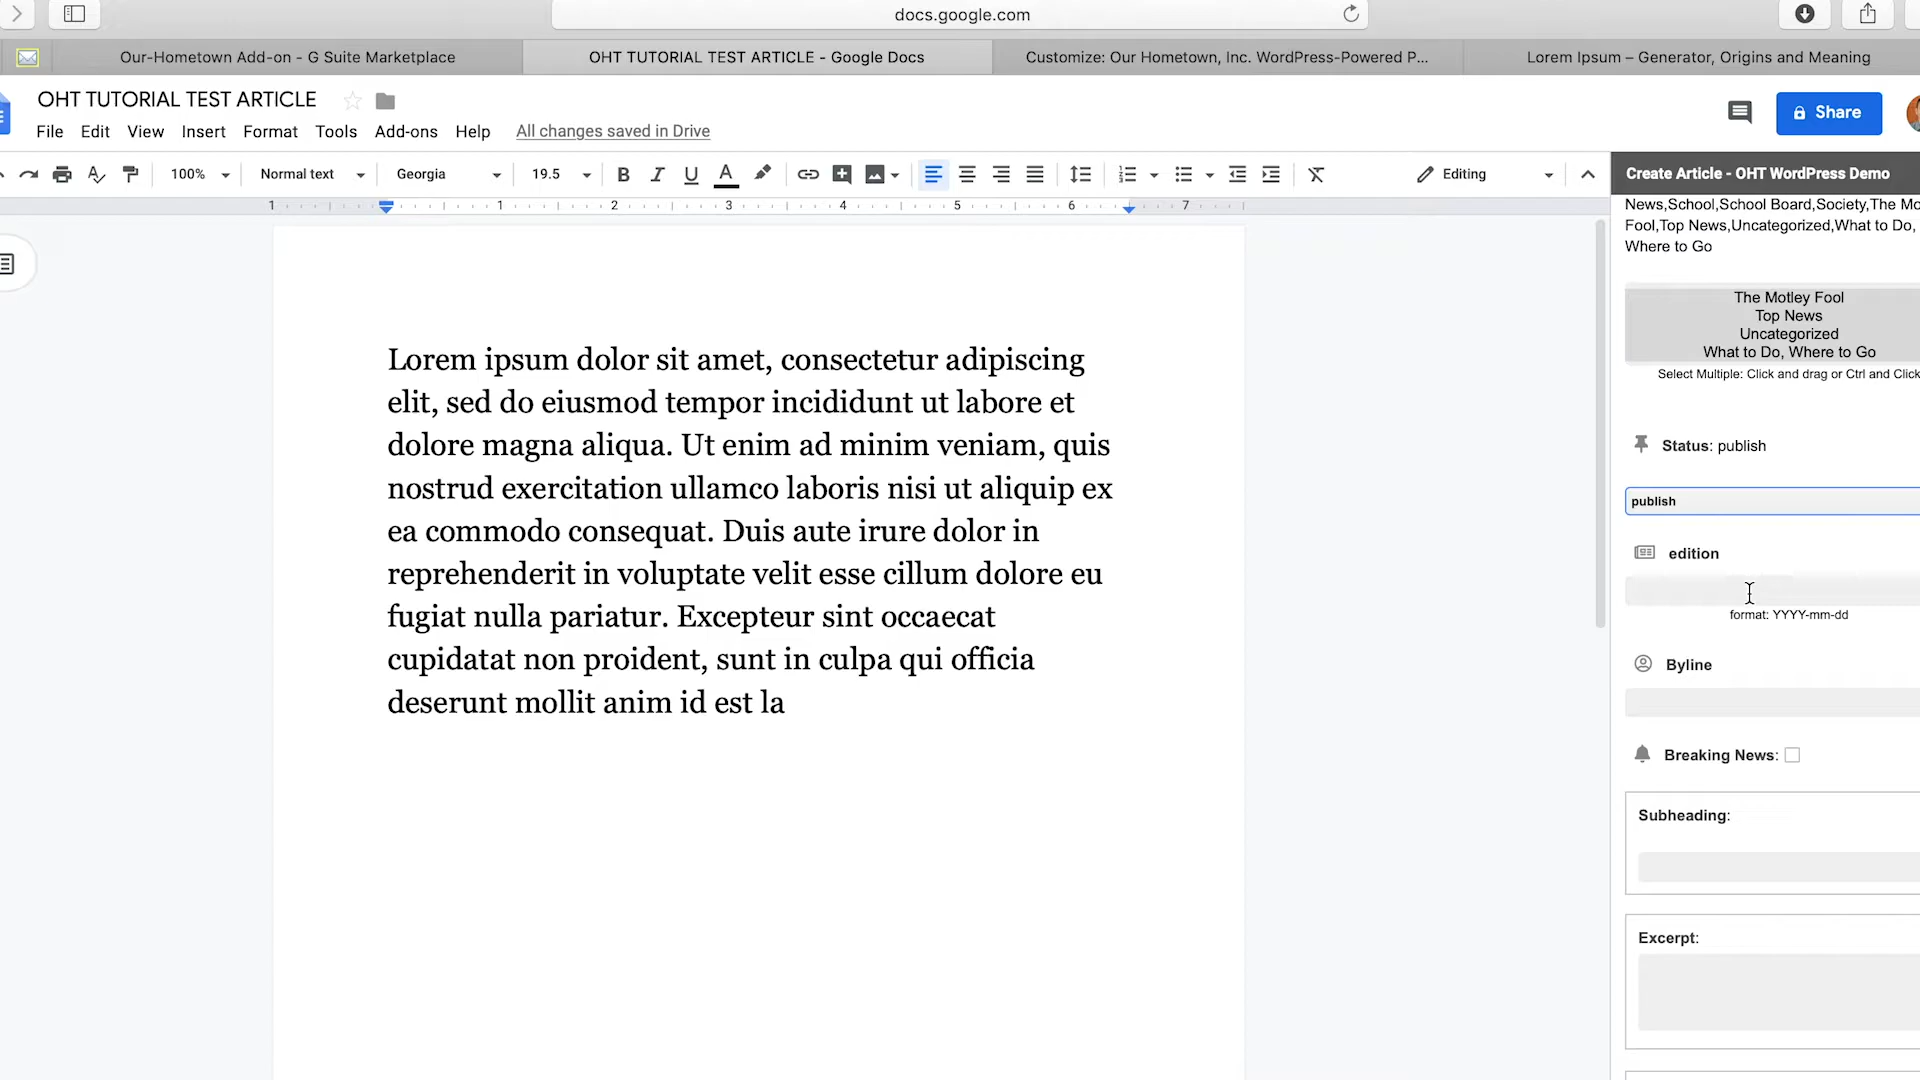 docs.google.com
Our-Hometown Add-on - G Suite Marketplace
OHT TUTORIAL TEST ARTICLE - Google Docs
Customize: Our Hometown, Inc. WordPress-Powered P...
Lorem Ipsum – Generator, Origins and Meaning
OHT TUTORIAL TEST ARTICLE
Share
File Edit View Insert Format Tools Add-ons Help All changes saved in Drive
100% Normal text Georgia 19.5 B I U A Editing
1 1 2 3 4 5 6 7
Lorem ipsum dolor sit amet, consectetur adipiscing
elit, sed do eiusmod tempor incididunt ut labore et
dolore magna aliqua. Ut enim ad minim veniam, quis
nostrud exercitation ullamco laboris nisi ut aliquip ex
ea commodo consequat. Duis aute irure dolor in
reprehenderit in voluptate velit esse cillum dolore eu
fugiat nulla pariatur. Excepteur sint occaecat
cupidatat non proident, sunt in culpa qui officia
deserunt mollit anim id est la
Create Article - OHT WordPress Demo
News,School,School Board,Society,The Mo
Fool,Top News,Uncategorized,What to Do,
Where to Go
The Motley Fool
Top News
Uncategorized
What to Do, Where to Go
Select Multiple: Click and drag or Ctrl and Click
Status: publish
publish
edition
format: YYYY-mm-dd
Byline
Breaking News:
Subheading:
Excerpt: